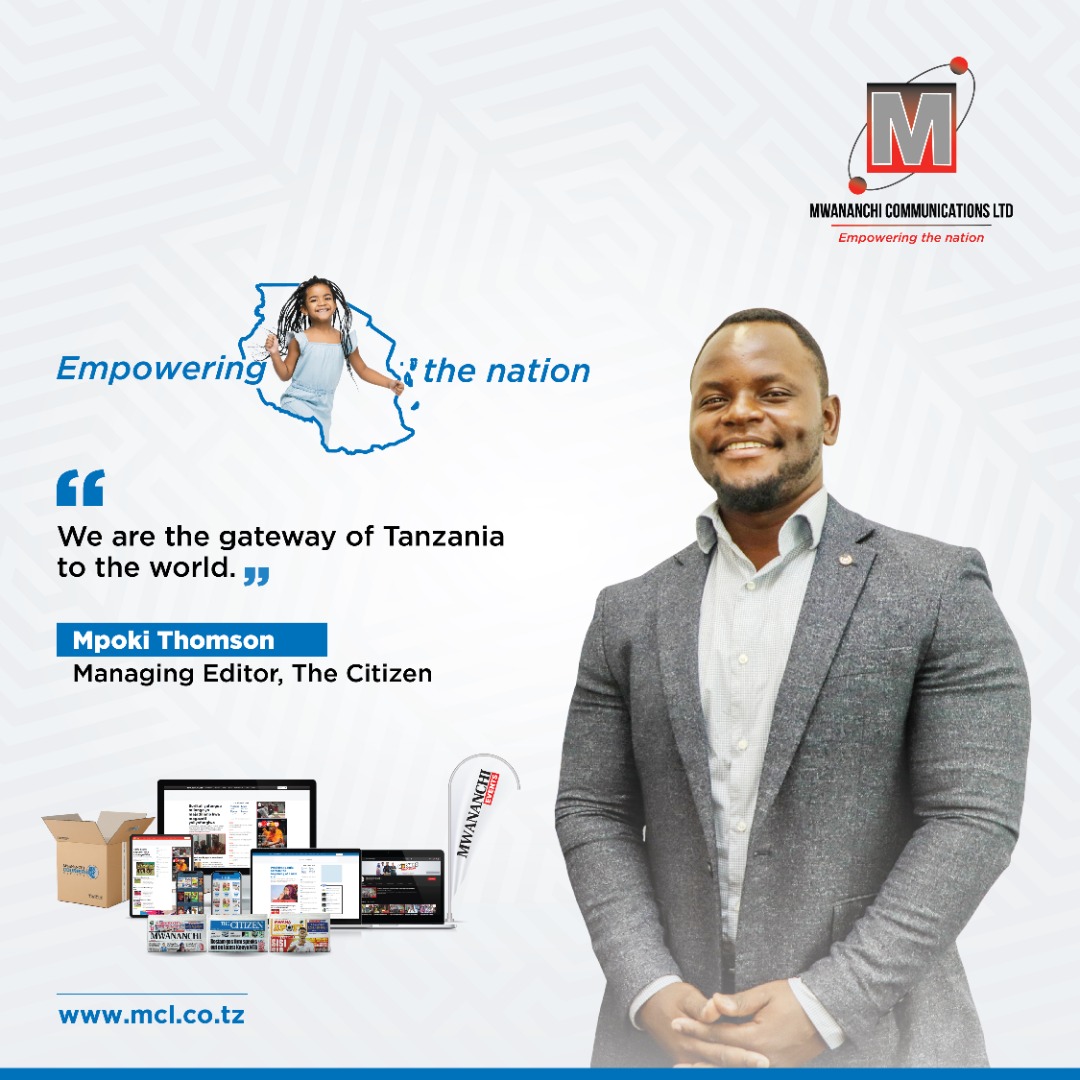 M
MWANANCHI COMMUNICATIONS LTD
Empowering the nation
Empowering the nation
“
We are the gateway of Tanzania
to the world. ”
Mpoki Thomson
Managing Editor, The Citizen
MWANANCHI
EVENTS
MWANANCHI
THE CITIZEN
www.mcl.co.tz